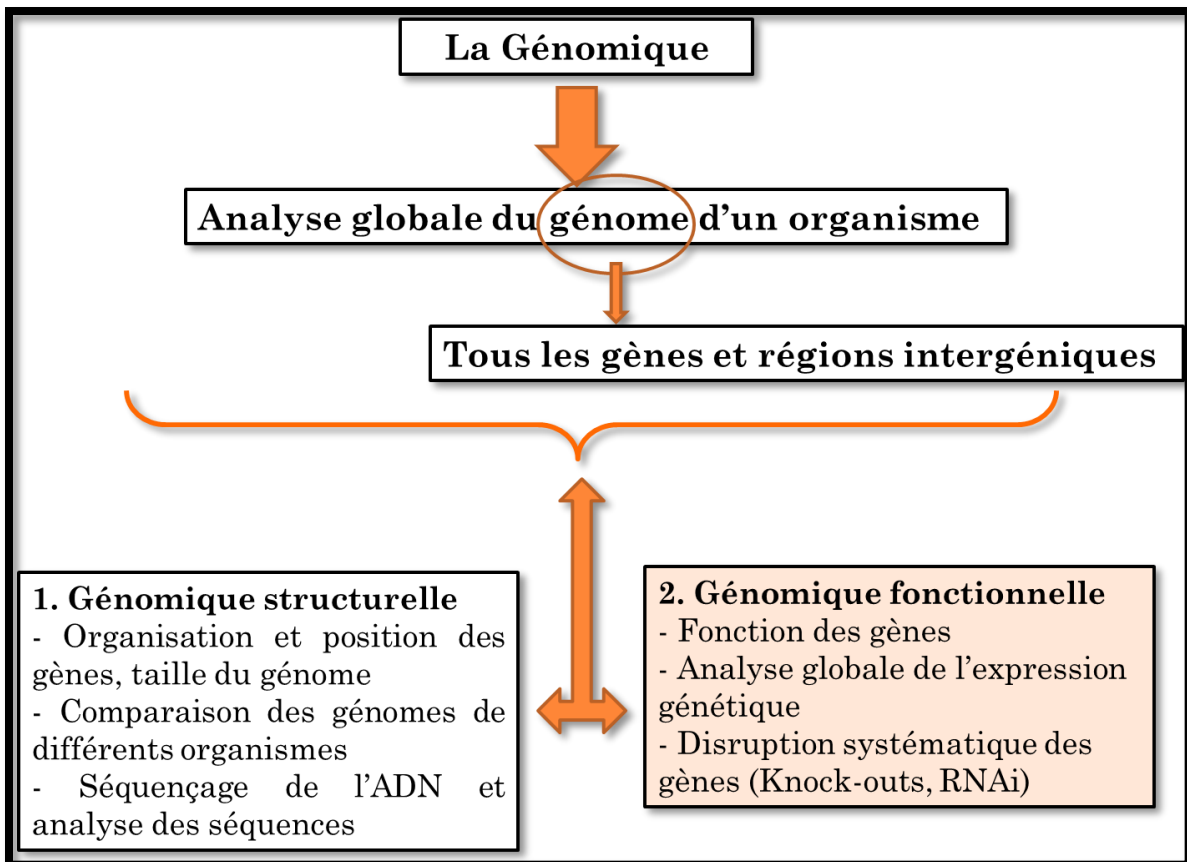 La Génomique
Analyse globale du génome d'un organisme
Tous les gènes et régions intergéniques
1. Génomique structurelle
- Organisation et position des
gènes, taille du génome
- Comparaison des génomes de
différents organismes
- Séquençage de l'ADN et
analyse des séquences
2. Génomique fonctionnelle
- Fonction des gènes
- Analyse globale de l'expression
génétique
- Disruption systématique des
gènes (Knock-outs, RNAi)